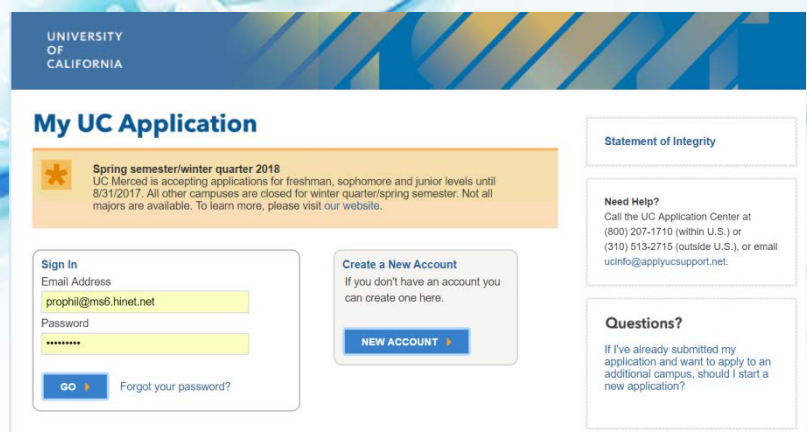 UNIVERSITY
OF
CALIFORNIA
My UC Application
Spring semester/winter quarter 2018
UC Merced is accepting applications for freshman, sophomore and junior levels until
8/31/2017. All other campuses are closed for winter quarter/spring semester. Not all
majors are available. To learn more, please visit our website.
Sign In
Email Address
prophil@ms6.hinet.net
Password
•••••••••
GO
Forgot your password?
Create a New Account
If you don't have an account you
can create one here.
NEW ACCOUNT
Statement of Integrity
Need Help?
Call the UC Application Center at
(800) 207-1710 (within U.S.) or
(310) 513-2715 (outside U.S.), or email
ucinfo@applyucsupport.net.
Questions?
If I've already submitted my
application and want to apply to an
additional campus, should I start a
new application?